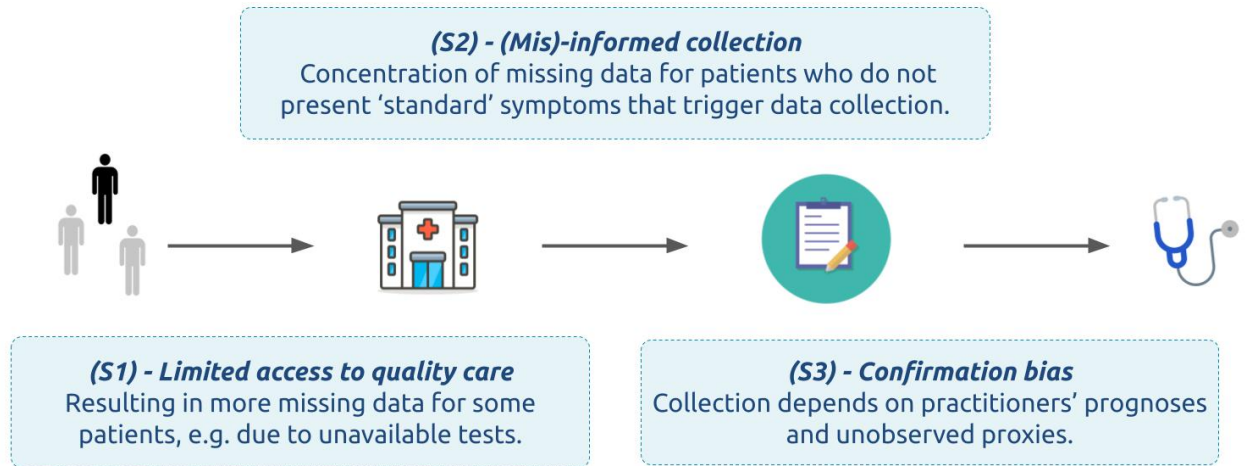 (S2) - (Mis)-informed collection
Concentration of missing data for patients who do not
present ‘standard’ symptoms that trigger data collection.
(S1) - Limited access to quality care
Resulting in more missing data for some
patients, e.g. due to unavailable tests.
(S3) - Confirmation bias
Collection depends on practitioners’ prognoses
and unobserved proxies.